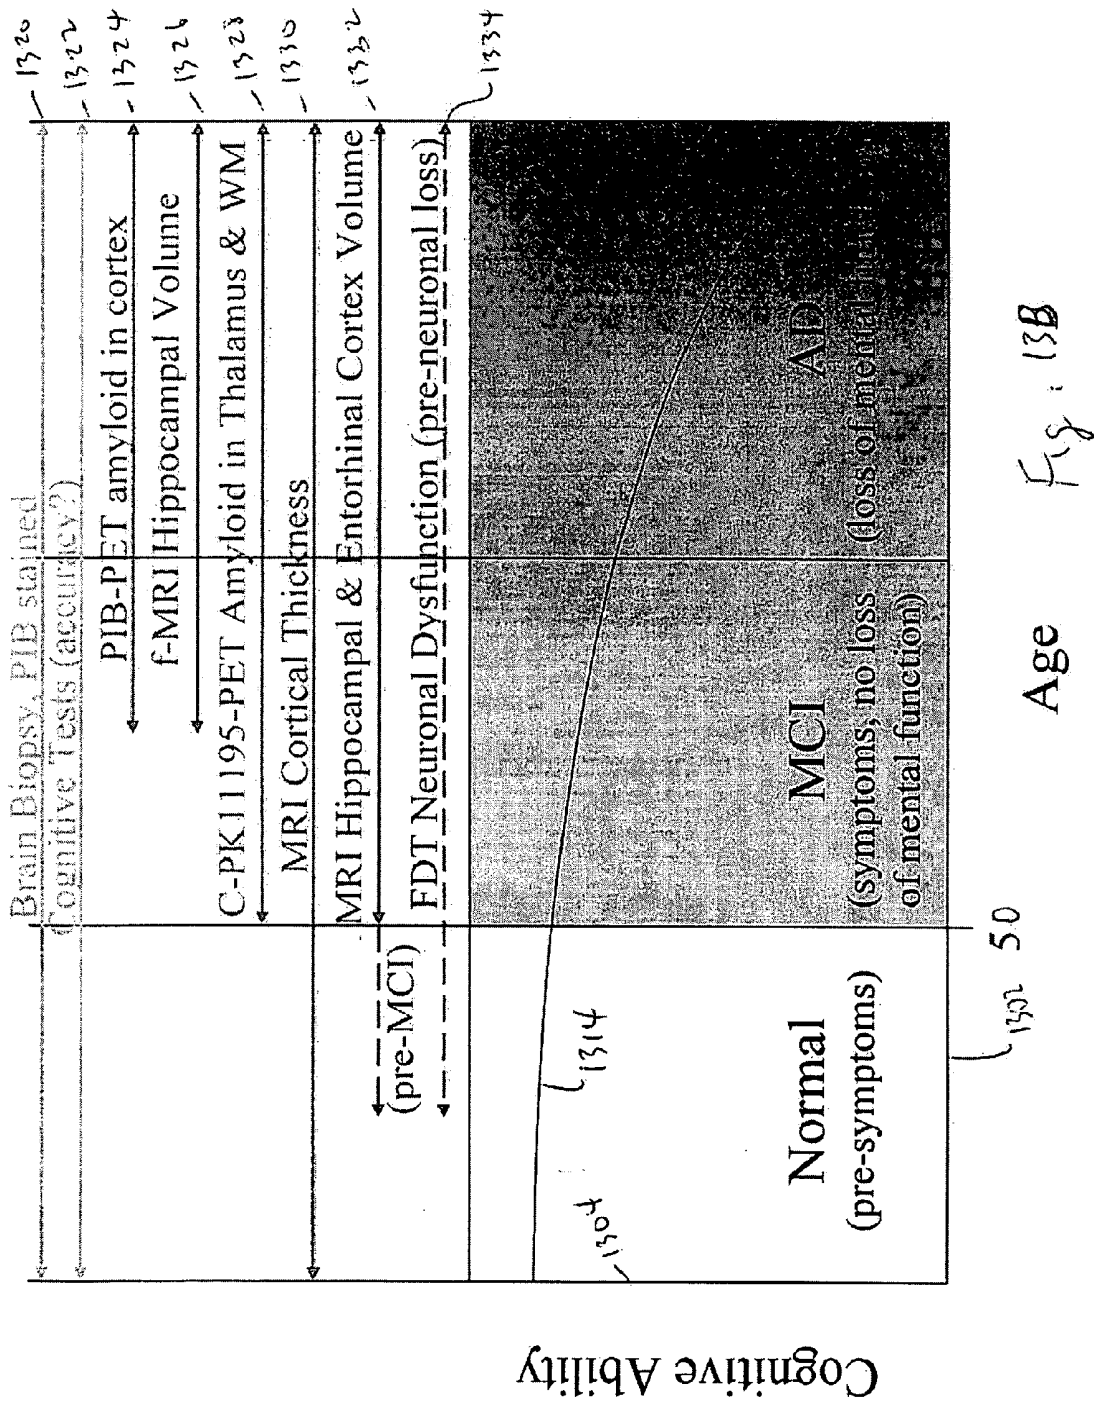 Brain Biopsy, PIB stained
1320
Cognitive Tests (accuracy?)
1322
PIB-PET amyloid in cortex
1324
f-MRI Hippocampal Volume
1326
C-PK11195-PET Amyloid in Thalamus & WM
1328
MRI Cortical Thickness
1330
MRI Hippocampal & Entorhinal Cortex Volume
1332
(pre-MCI)
FDT Neuronal Dysfunction (pre-neuronal loss)
1334
Cognitive Ability
1304
1314
Normal
(pre-symptoms)
MCI
(symptoms, no loss
of mental function)
AD
(loss of mental
1302
50
Age
Fig. 13B